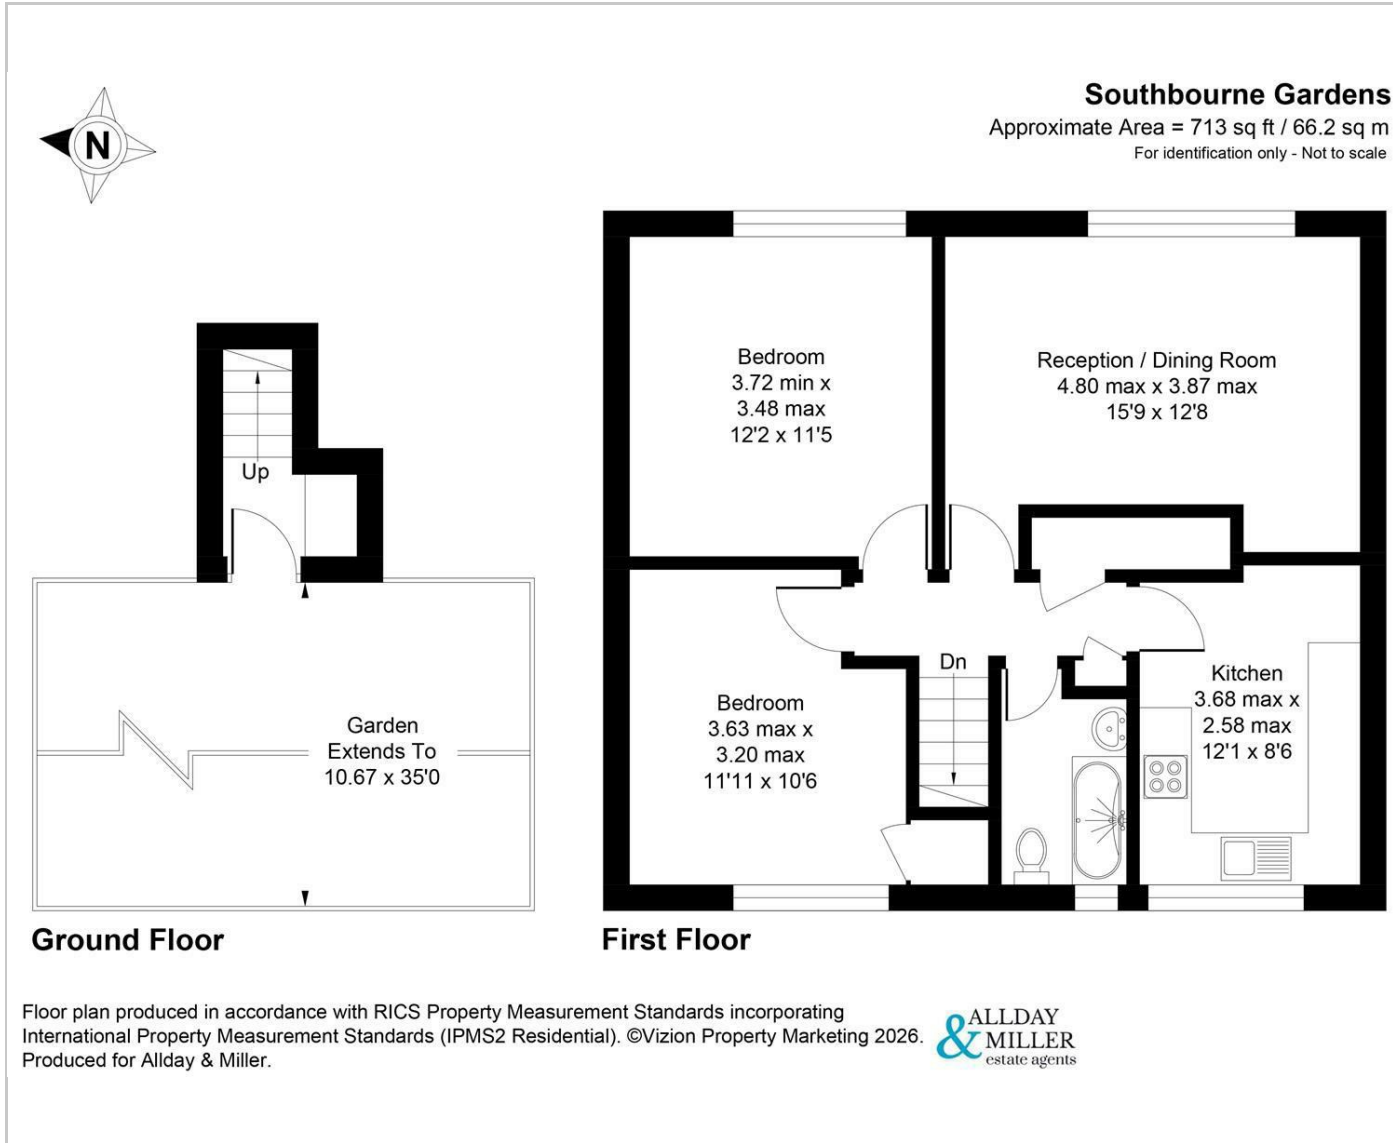 Southbourne Gardens
Approximate Area = 713 sq ft / 66.2 sq m
For identification only - Not to scale
N
Bedroom
3.72 min x
3.48 max
12'2 x 11'5
Reception / Dining Room
4.80 max x 3.87 max
15'9 x 12'8
Up
Dn
Bedroom
3.63 max x
3.20 max
11'11 x 10'6
Kitchen
3.68 max x
2.58 max
12'1 x 8'6
Garden
Extends To
10.67 x 35'0
Ground Floor
First Floor
Floor plan produced in accordance with RICS Property Measurement Standards incorporating
International Property Measurement Standards (IPMS2 Residential). ©Vizion Property Marketing 2026.
Produced for Allday & Miller.
ALLDAY
& MILLER
estate agents